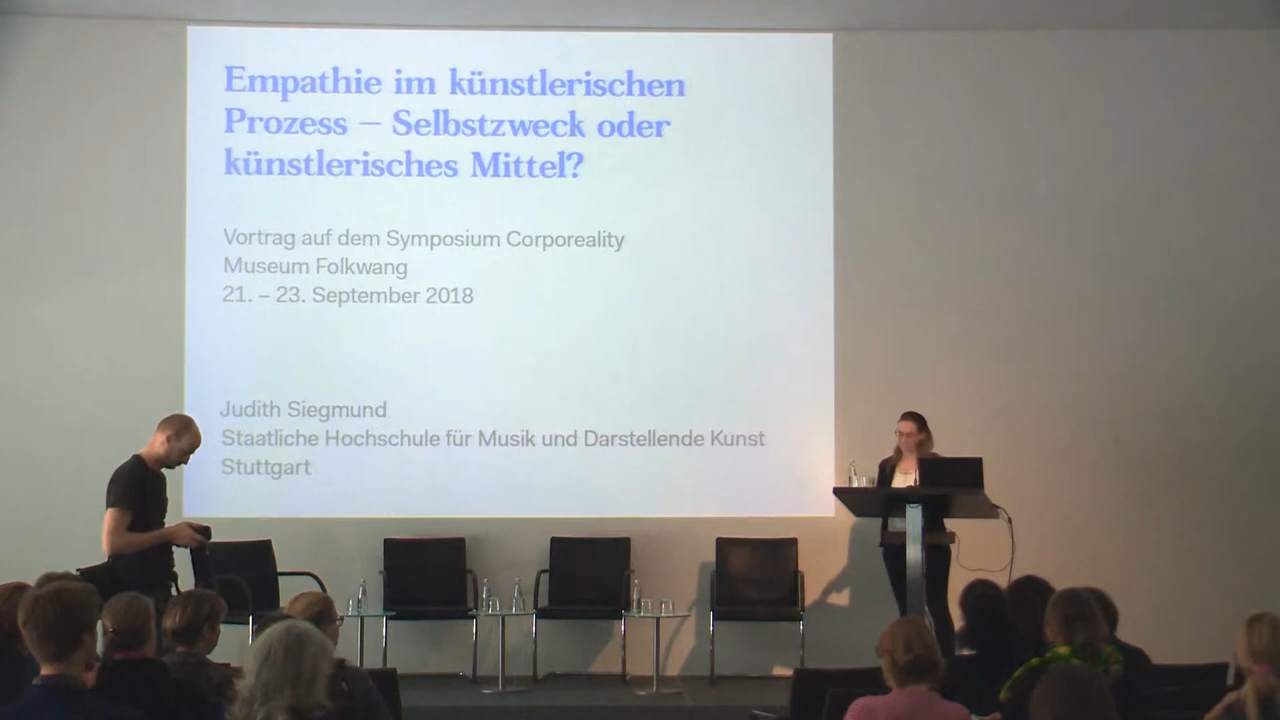 Empathie im künstlerischen
Prozess – Selbstzweck oder
künstlerisches Mittel?
Vortrag auf dem Symposium Corporeality
Museum Folkwang
21. – 23. September 2018
Judith Siegmund
Staatliche Hochschule für Musik und Darstellende Kunst
Stuttgart